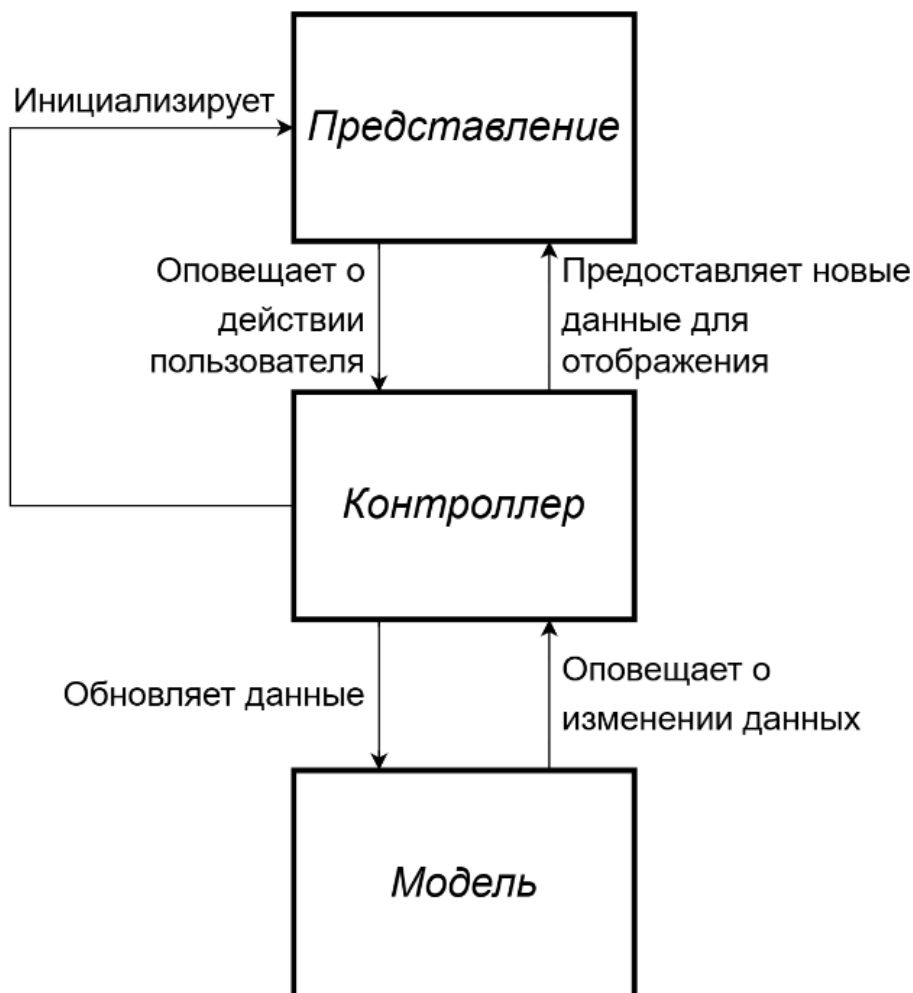 Инициализирует
Представление
Оповещает о
действии
пользователя
Предоставляет новые
данные для
отображения
Контроллер
Обновляет данные
Оповещает о
изменении данных
Модель